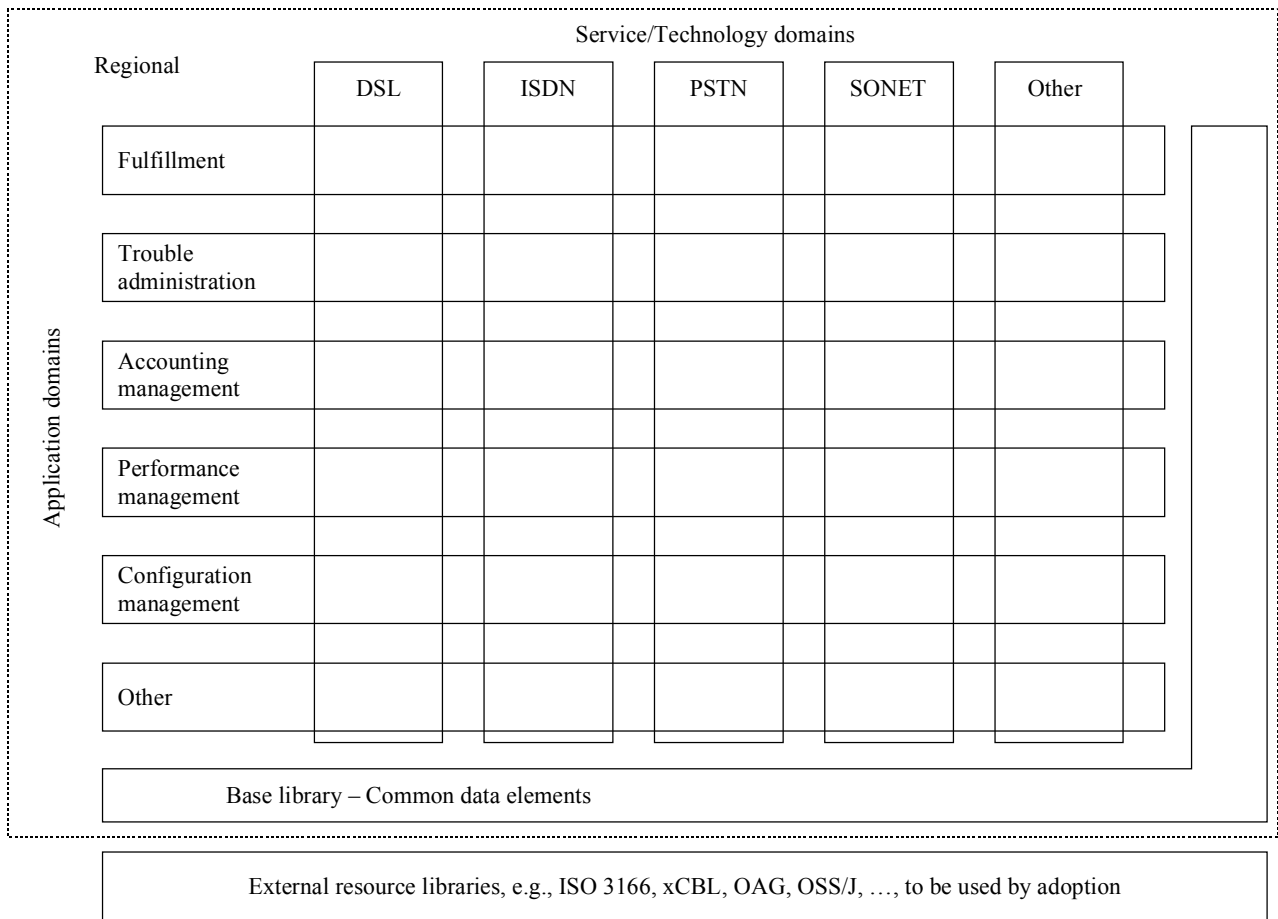 Service/Technology domains
Regional
DSL
ISDN
PSTN
SONET
Other
Application domains
Fulfillment
Trouble
administration
Accounting
management
Performance
management
Configuration
management
Other
Base library – Common data elements
External resource libraries, e.g., ISO 3166, xCBL, OAG, OSS/J, …, to be used by adoption